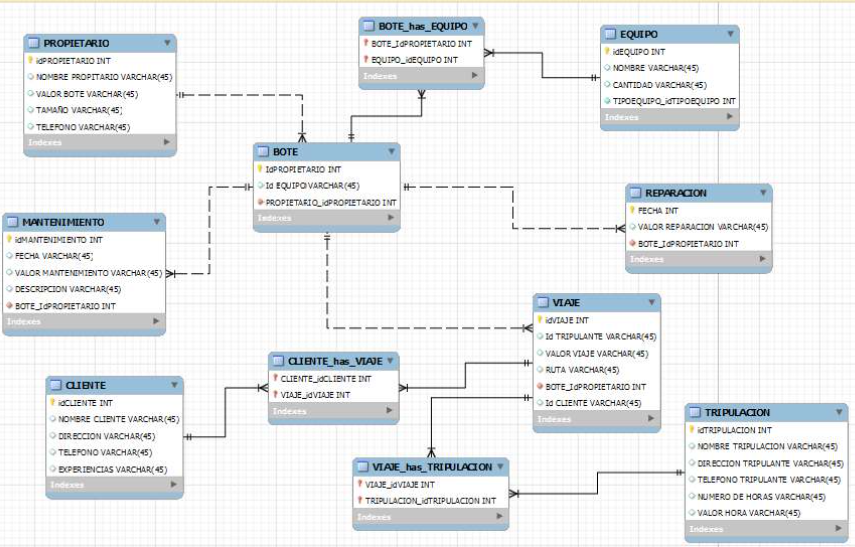 PROPIETARIO
idPROPIETARIO INT
NOMBRE PROPITARIO VARCHAR(45)
VALOR BOTE VARCHAR(45)
TAMAÑO VARCHAR(45)
TELEFONO VARCHAR(45)
Indexes
BOTE_has_EQUIPO
BOTE_IdPROPIETARIO INT
EQUIPO_idEQUIPO INT
Indexes
EQUIPO
idEQUIPO INT
NOMBRE VARCHAR(45)
CANTIDAD VARCHAR(45)
TIPOEQUIPO_idTIPOEQUIPO INT
Indexes
BOTE
IdPROPIETARIO INT
Id EQUIPO VARCHAR(45)
PROPIETARIO_idPROPIETARIO INT
Indexes
REPARACION
FECHA INT
VALOR REPARACION VARCHAR(45)
BOTE_IdPROPIETARIO INT
Indexes
MANTENIMIENTO
idMANTENIMIENTO INT
FECHA VARCHAR(45)
VALOR MANTENIMIENTO VARCHAR(45)
DESCRIPCION VARCHAR(45)
BOTE_IdPROPIETARIO INT
Indexes
VIAJE
idVIAJE INT
Id TRIPULANTE VARCHAR(45)
VALOR VIAJE VARCHAR(45)
RUTA VARCHAR(45)
BOTE_IdPROPIETARIO INT
Id CLIENTE VARCHAR(45)
Indexes
CLIENTE_has_VIAJE
CLIENTE_idCLIENTE INT
VIAJE_idVIAJE INT
Indexes
CLIENTE
idCLIENTE INT
NOMBRE CLIENTE VARCHAR(45)
DIRECCION VARCHAR(45)
TELEFONO VARCHAR(45)
EXPERIENCIAS VARCHAR(45)
Indexes
VIAJE_has_TRIPULACION
VIAJE_idVIAJE INT
TRIPULACION_idTRIPULACION INT
Indexes
TRIPULACION
idTRIPULACION INT
NOMBRE TRIPULACION VARCHAR(45)
DIRECCION TRIPULANTE VARCHAR(45)
TELEFONO TRIPULANTE VARCHAR(45)
NUMERO DE HORAS VARCHAR(45)
VALOR HORA VARCHAR(45)
Indexes